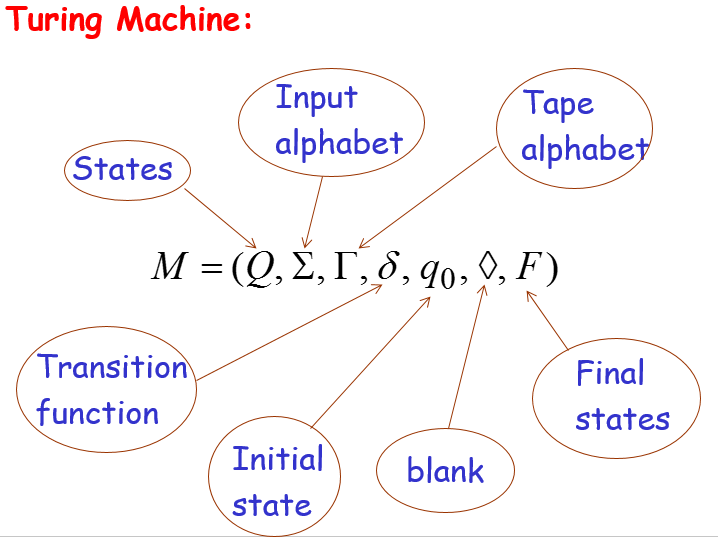 Turing Machine:
Input
alphabet
Tape
alphabet
States
M = (Q, Σ, Γ, δ, q₀, ◊, F)
Transition
function
Initial
state
blank
Final
states